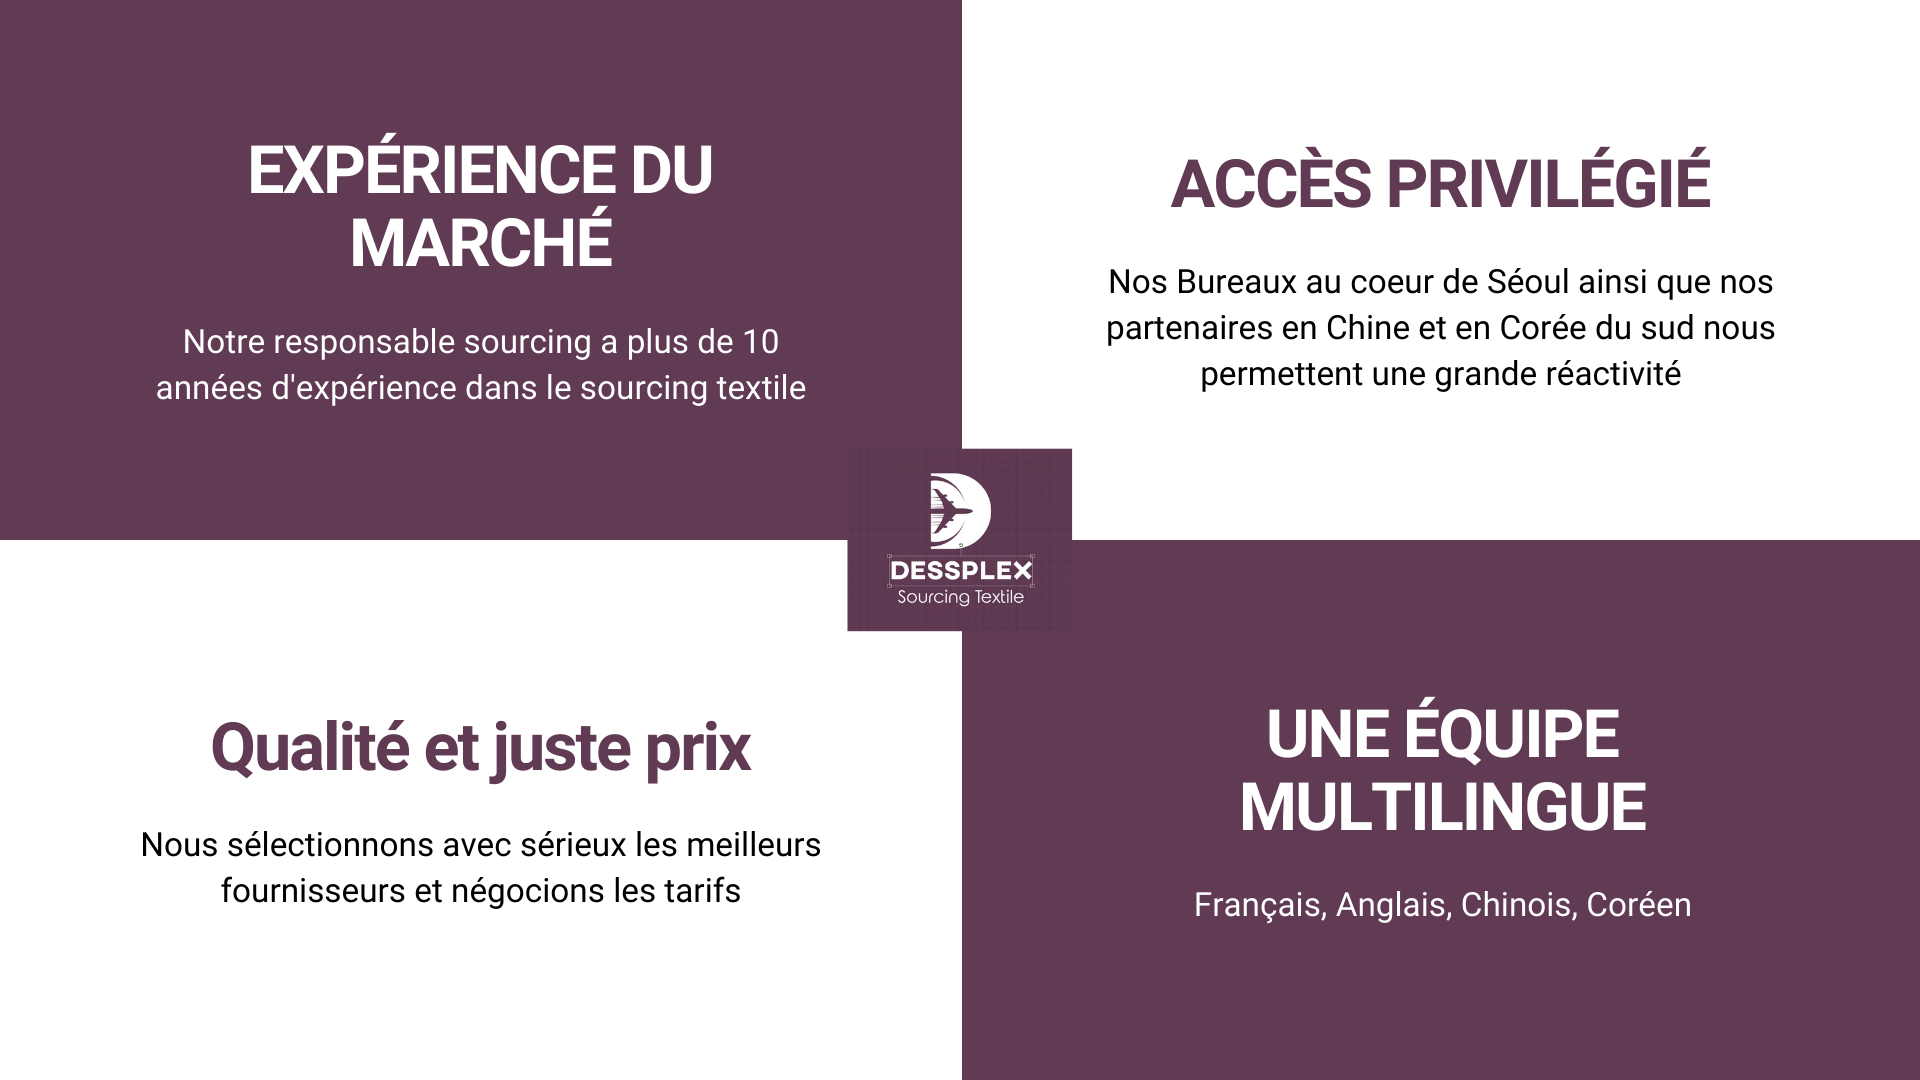 EXPÉRIENCE DU
MARCHÉ
Notre responsable sourcing a plus de 10
années d'expérience dans le sourcing textile
ACCÈS PRIVILÉGIÉ
Nos Bureaux au coeur de Séoul ainsi que nos
partenaires en Chine et en Corée du sud nous
permettent une grande réactivité
DESSPLEX
Sourcing Textile
Qualité et juste prix
Nous sélectionnons avec sérieux les meilleurs
fournisseurs et négocions les tarifs
UNE ÉQUIPE
MULTILINGUE
Français, Anglais, Chinois, Coréen